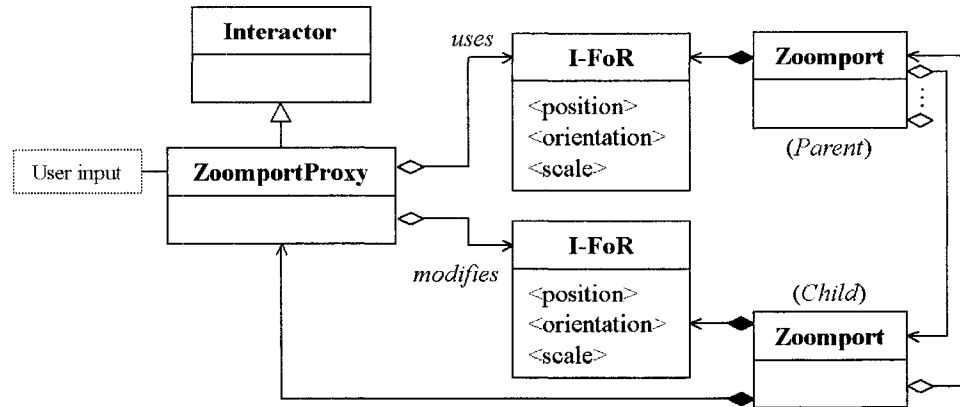 Interactor
uses
I-FoR
Zoomport
<position>
<orientation>
<scale>
(Parent)
User input
ZoomportProxy
I-FoR
modifies
(Child)
<position>
<orientation>
<scale>
Zoomport